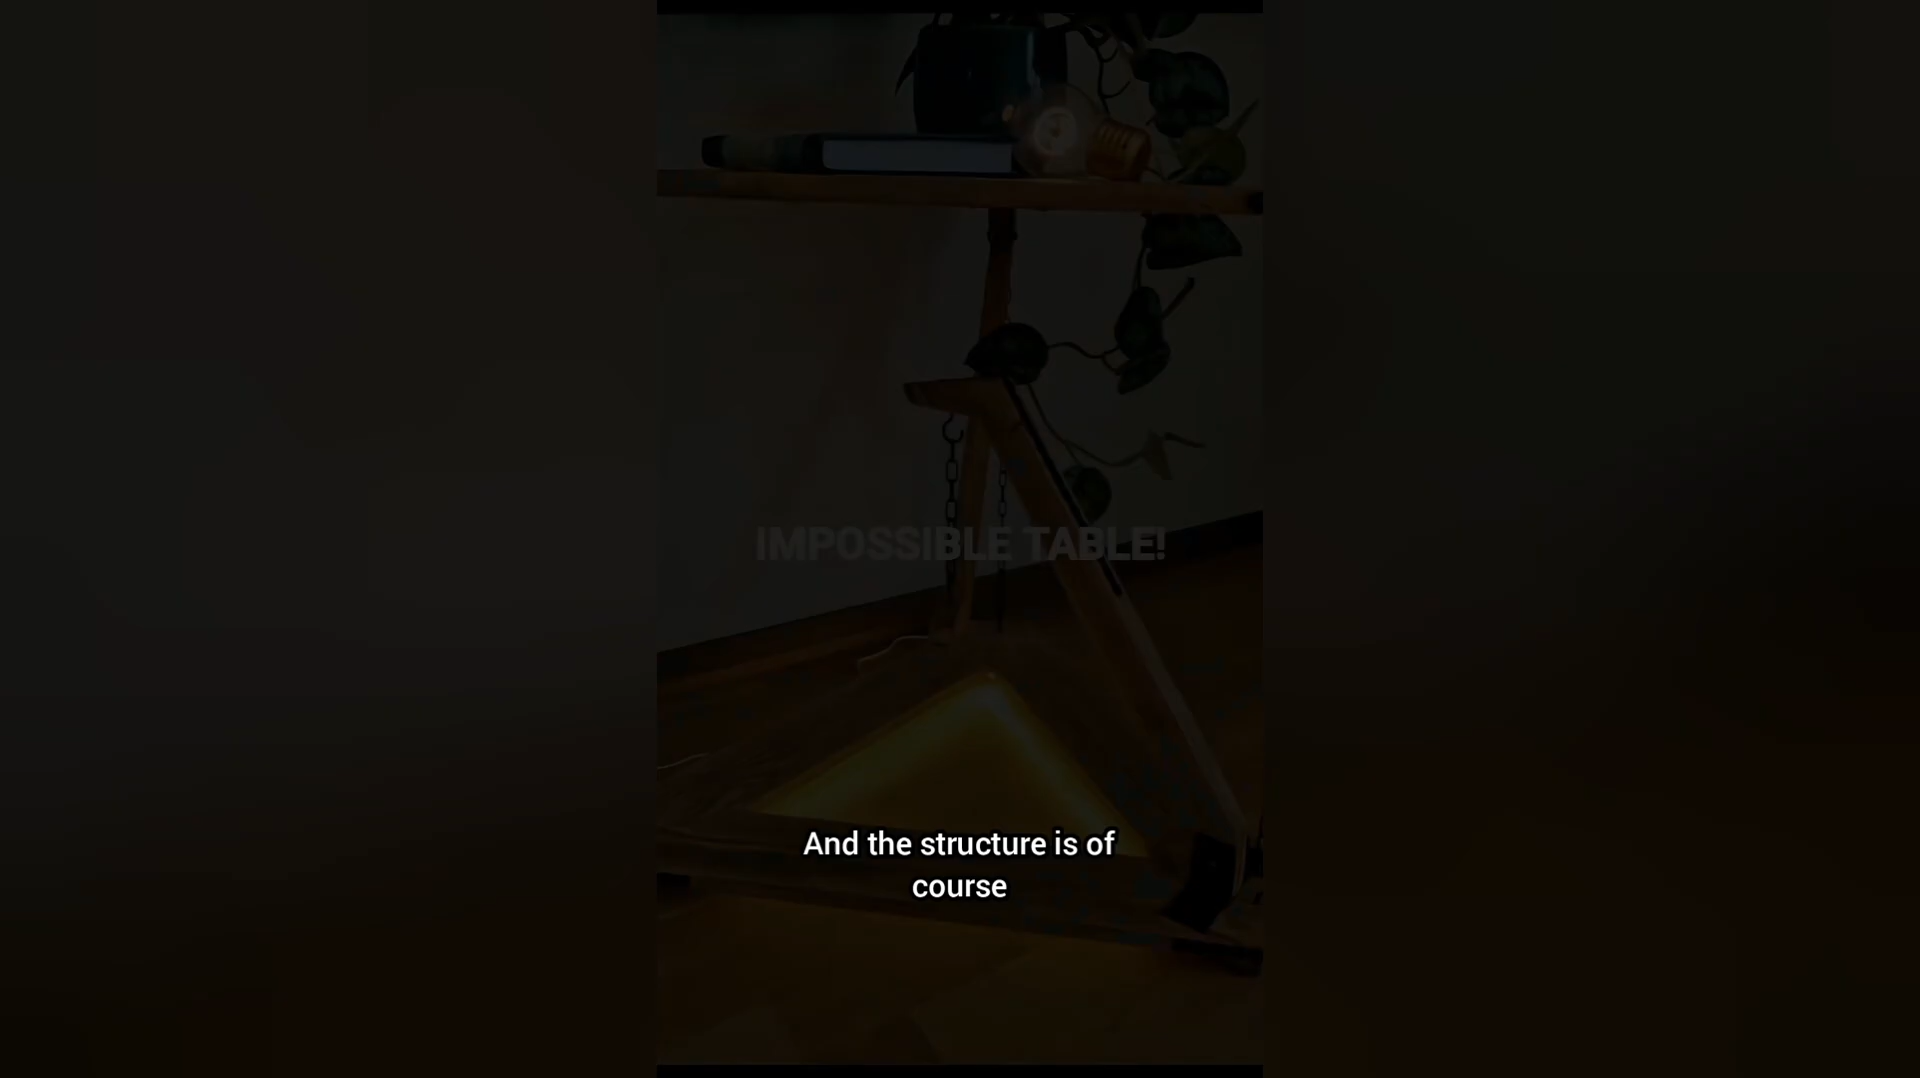 IMPOSSIBLE TABLE!
And the structure is of
course